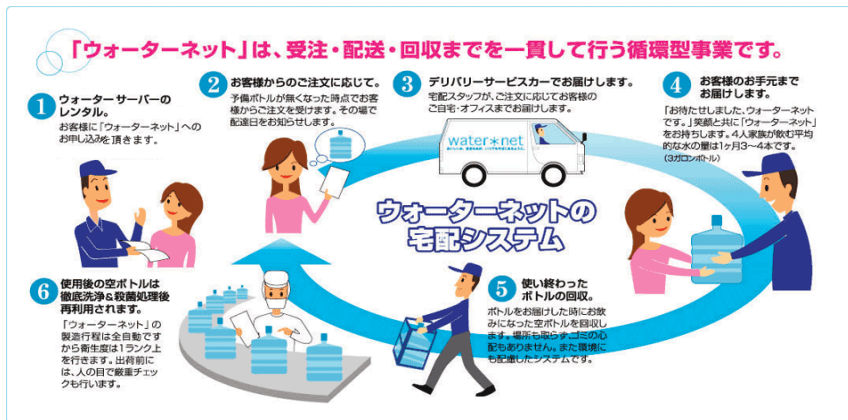 「ウォーターネット」は、受注・配送・回収までを一貫して行う循環型事業です。
1
ウォーターサーバーの
レンタル。
お客様に「ウォーターネット」への
お申し込みを頂きます。
2
お客様からのご注文に応じて。
予備ボトルが無くなった時点でお客
様からご注文を受けます。その場で
配達日をお知らせします。
3
デリバリーサービスカーでお届けします。
宅配スタッフが、ご注文に応じてお客様の
ご自宅・オフィスまでお届けします。
water*net
4
お客様のお手元まで
お届けします。
「お待たせしました、ウォーターネット
です。」笑顔と共に「ウォーターネット」
をお持ちします。4人家族が飲む平均
的な水の量は1ヶ月3〜4本です。
(3ガロンボトル)
ウォーターネットの
宅配システム
5
使い終わった
ボトルの回収。
ボトルをお届けした時にお飲
みになった空ボトルを回収し
ます。場所も取らずゴミの心
配もありません。また環境に
も配慮したシステムです。
6
使用後の空ボトルは
徹底洗浄&殺菌処理後
再利用されます。
「ウォーターネット」の
製造行程は全自動です
から衛生度は1ランク上
を行きます。出荷前に
は、人の目で厳重チェッ
クも行います。